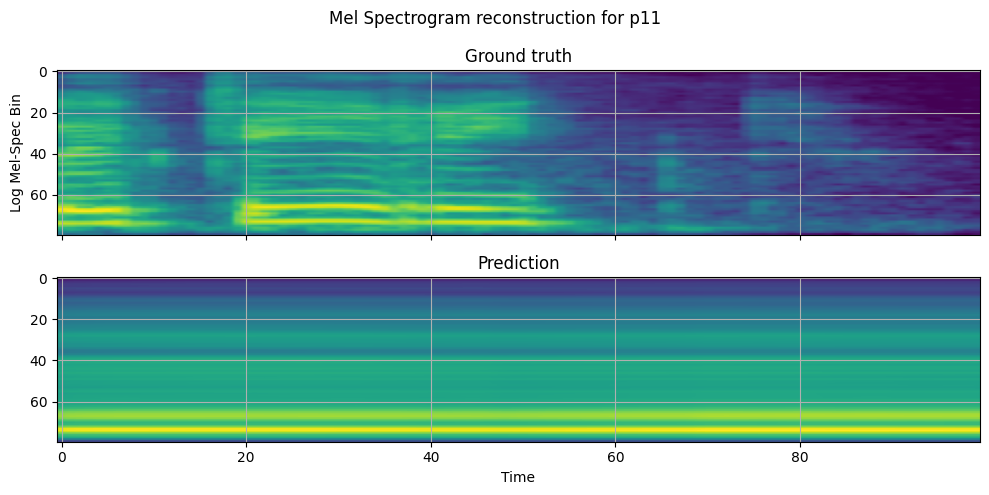 Mel Spectrogram reconstruction for p11
Ground truth
Log Mel-Spec Bin
0
20
40
60
Prediction
0
20
40
60
0 20 40 60 80
Time